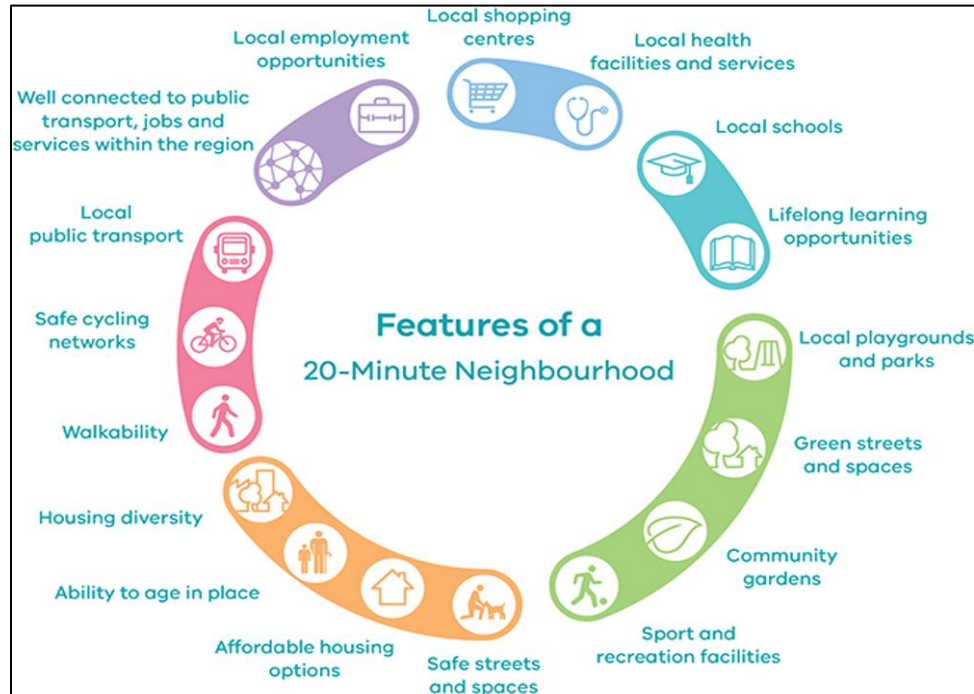 Features of a
20-Minute Neighbourhood
Local shopping
centres
Local health
facilities and services
Local schools
Lifelong learning
opportunities
Local playgrounds
and parks
Green streets
and spaces
Community
gardens
Sport and
recreation facilities
Safe streets
and spaces
Affordable housing
options
Ability to age in place
Housing diversity
Walkability
Safe cycling
networks
Local
public transport
Well connected to public
transport, jobs and
services within the region
Local employment
opportunities